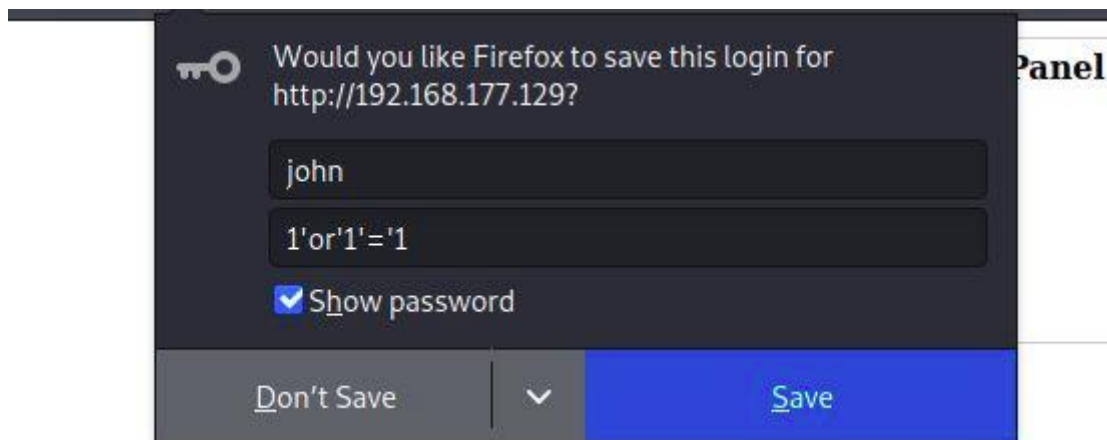 Would you like Firefox to save this login for
http://192.168.177.129?
Panel
john
1'or'1'='1
Show password
Don't Save
Save